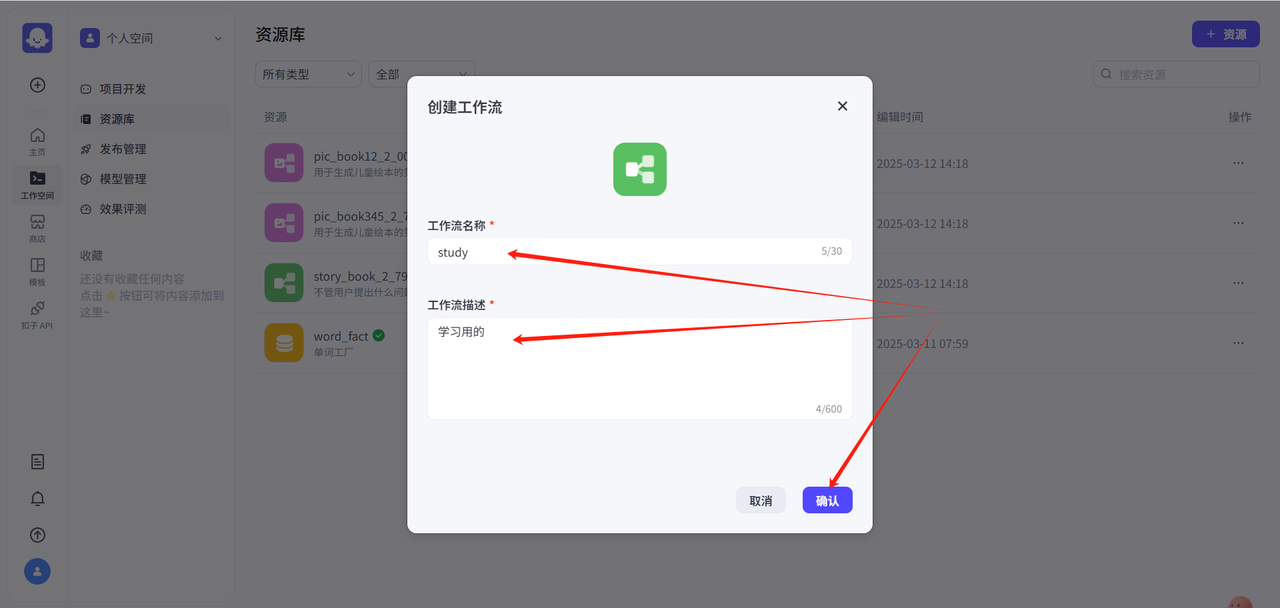 个人空间
项目开发
资源库
发布管理
模型管理
效果评测
收藏
还没有收藏任何内容
点击⭐按钮可将内容添加到
这里~
主页
工作空间
商店
模板
扣子 API
资源库
+ 资源
所有类型
全部
搜索资源
资源
编辑时间
操作
pic_book12_2_00
用于生成儿童绘本的
2025-03-12 14:18
pic_book345_2_7
用于生成儿童绘本的
2025-03-12 14:18
story_book_2_79
不管用户提出什么问
2025-03-12 14:18
word_fact
单词工厂
2025-03-11 07:59
创建工作流
工作流名称 *
study
5/30
工作流描述 *
学习用的
4/600
取消
确认